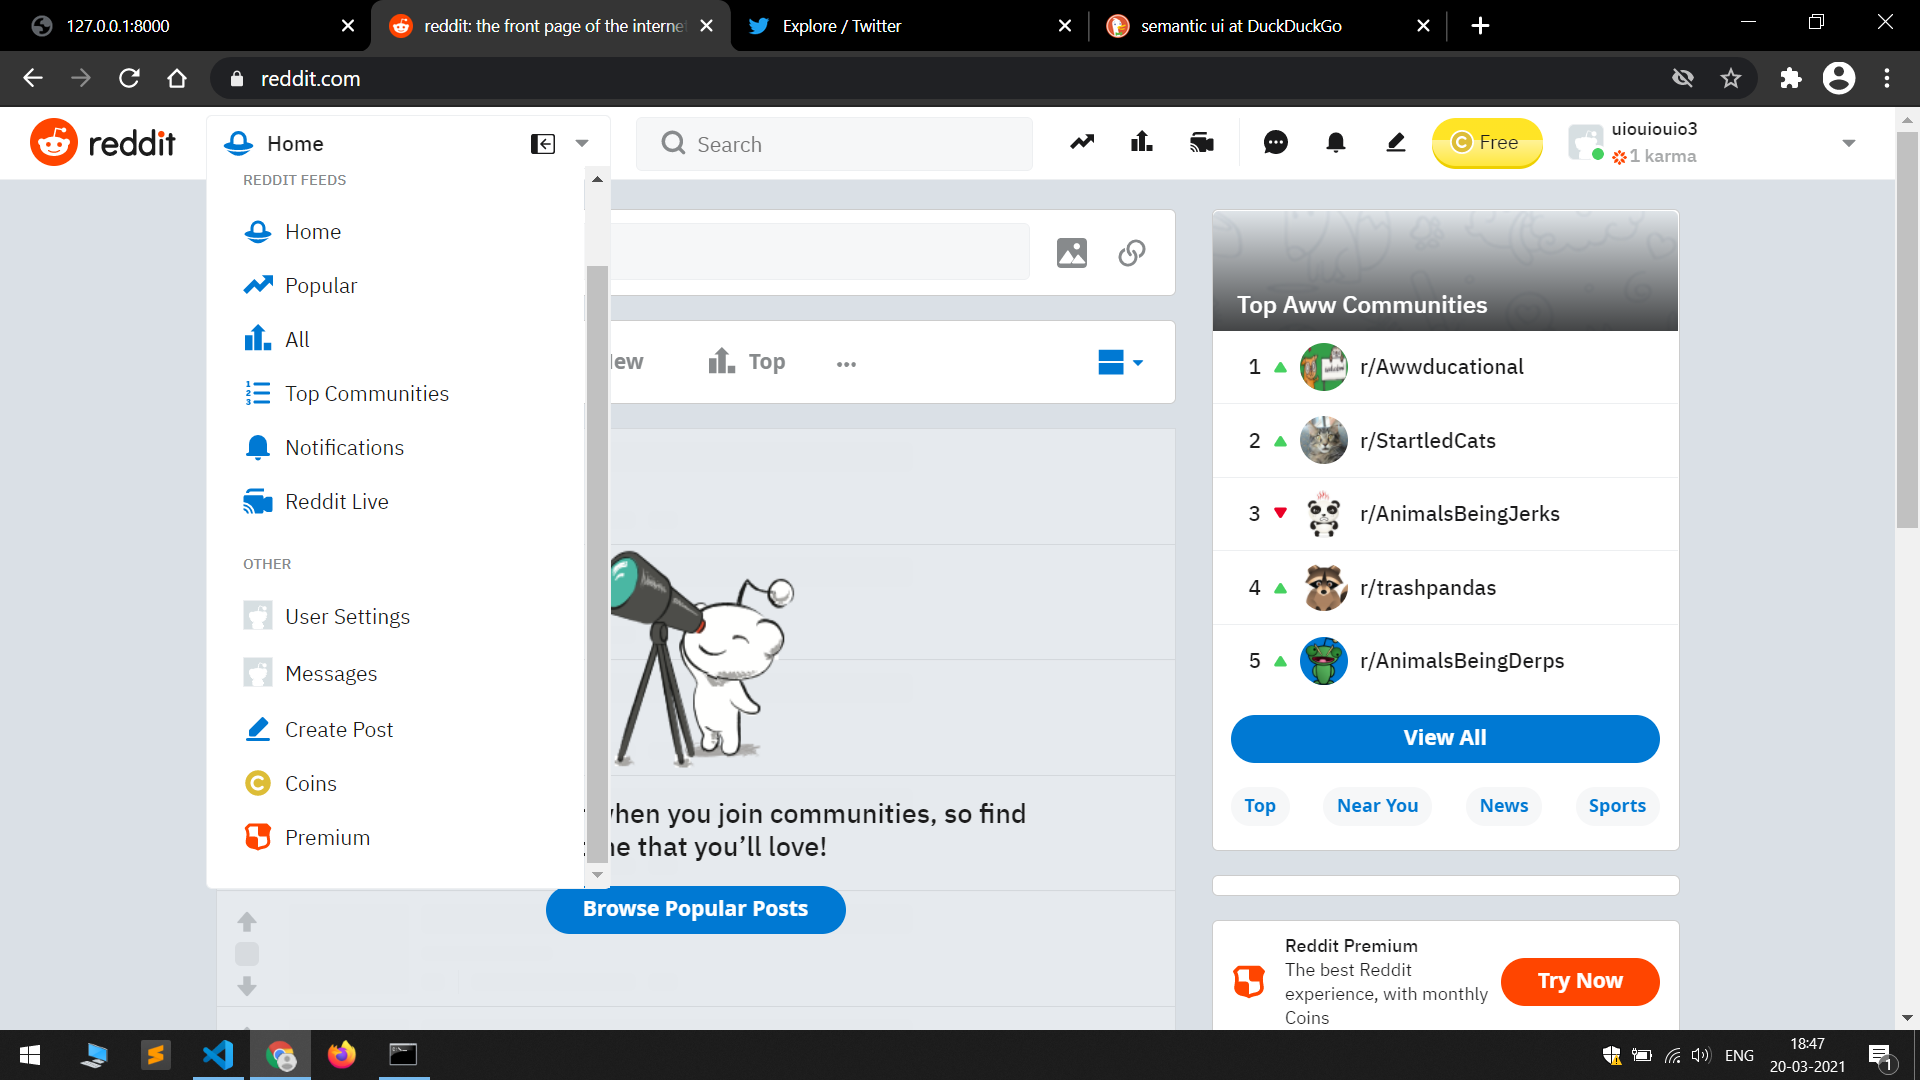 127.0.0.1:8000
reddit: the front page of the internet
Explore / Twitter
semantic ui at DuckDuckGo
reddit.com
reddit
Home
Search
Free
uiouiouio3
1 karma
REDDIT FEEDS
Home
Popular
All
Top Communities
Notifications
Reddit Live
OTHER
User Settings
Messages
Create Post
Coins
Premium
Top
when you join communities, so find
that you’ll love!
Browse Popular Posts
Top Aww Communities
1 r/Awwducational
2 r/StartledCats
3 r/AnimalsBeingJerks
4 r/trashpandas
5 r/AnimalsBeingDerps
View All
Top
Near You
News
Sports
Reddit Premium
The best Reddit
experience, with monthly
Coins
Try Now
ENG
18:47
20-03-2021
1